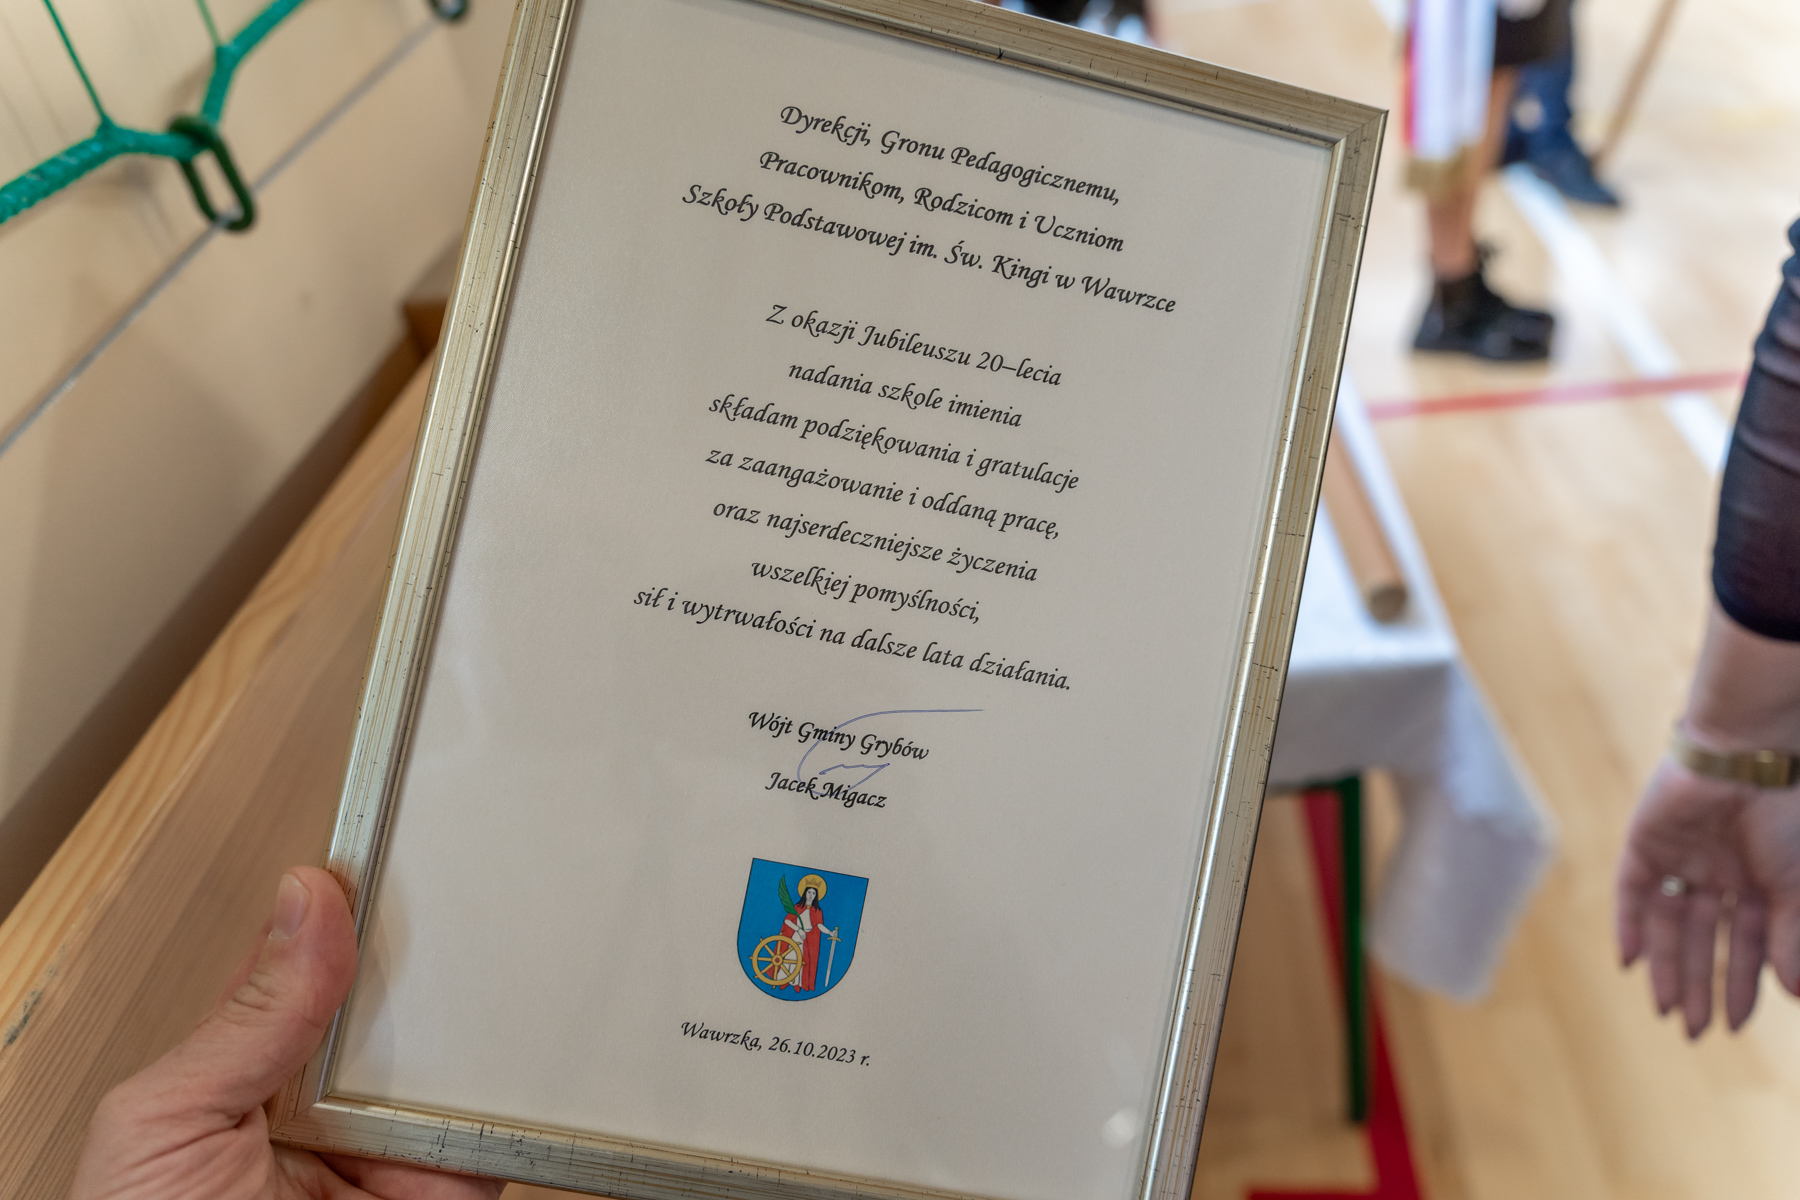 Dyrekcji, Gronu Pedagogicznemu,
Pracownikom, Rodzicom i Uczniom
Szkoły Podstawowej im. Św. Kingi w Wawrzce
Z okazji Jubileuszu 20–lecia
nadania szkole imienia
składam podziękowania i gratulacje
za zaangażowanie i oddaną pracę,
oraz najserdeczniejsze życzenia
wszelkiej pomyślności,
sił i wytrwałości na dalsze lata działania.
Wójt Gminy Grybów
Jacek Migacz
Wawrzka, 26.10.2023 r.